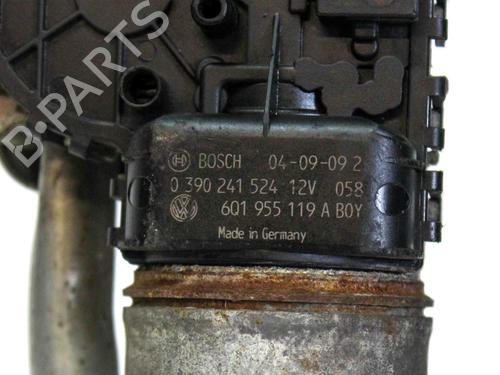 B-PARTS
BOSCH 04-09-09 2
0 390 241 524 12V 058
6Q1 955 119 A B0Y
Made in Germany